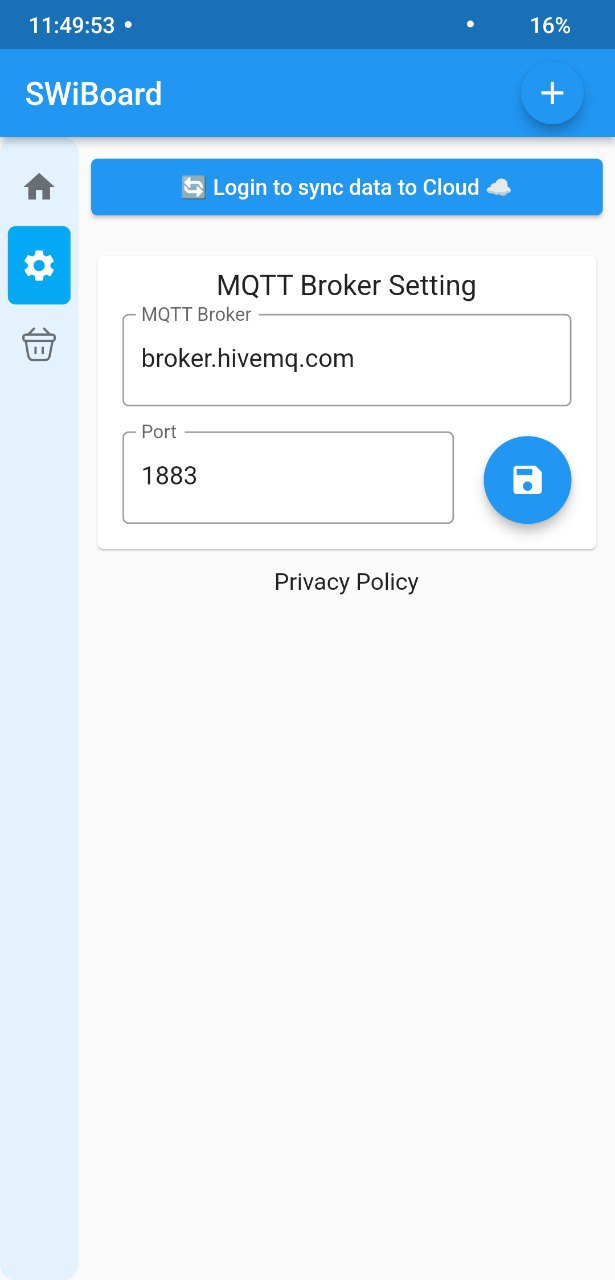 11:49:53
16%
SWiBoard
Login to sync data to Cloud
MQTT Broker Setting
MQTT Broker
broker.hivemq.com
Port
1883
Privacy Policy